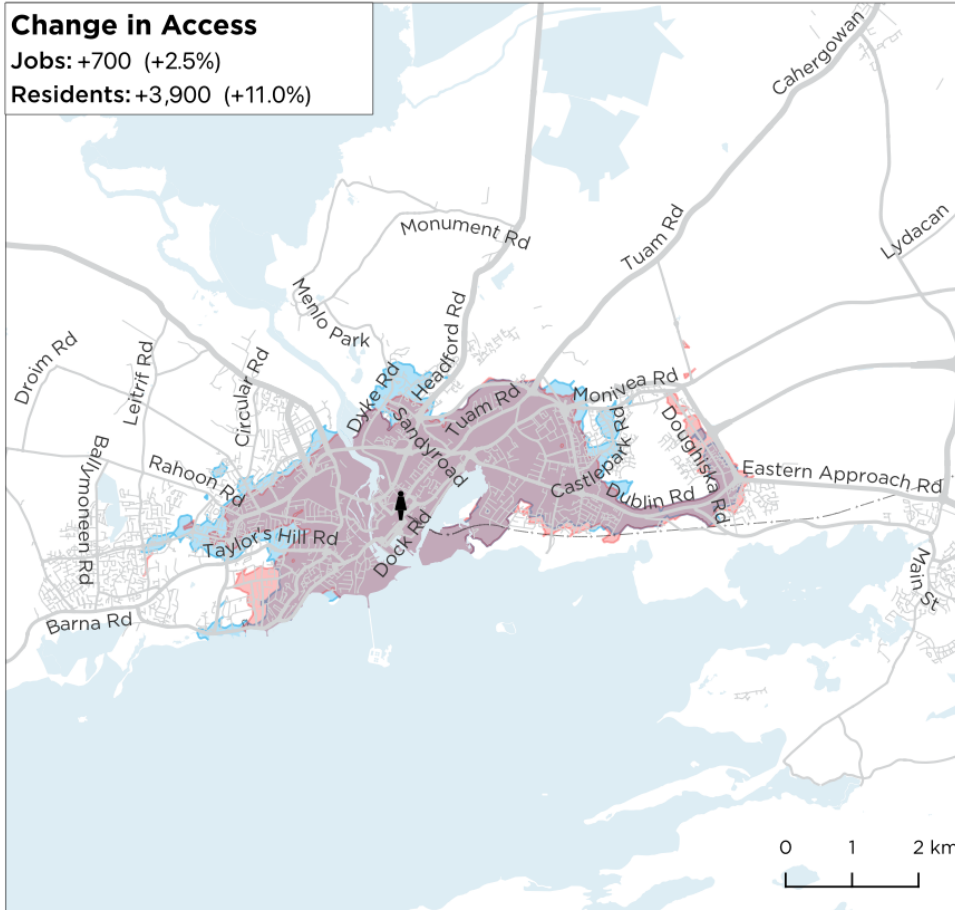 Change in Access
Jobs: +700 (+2.5%)
Residents: +3,900 (+11.0%)
Cahergowan
Lydacan
Tuam Rd
Monument Rd
Menlo Park
Headford Rd
Droim Rd
Leitrif Rd
Circular Rd
Dyke Rd
Sandyroad
Tuam Rd
Monivea Rd
Castlepark Rd
Doughiska Rd
Ballymoneen Rd
Rahoon Rd
Eastern Approach Rd
Dublin Rd
Taylor's Hill Rd
Dock Rd
Main St
Barna Rd
0 1 2 km